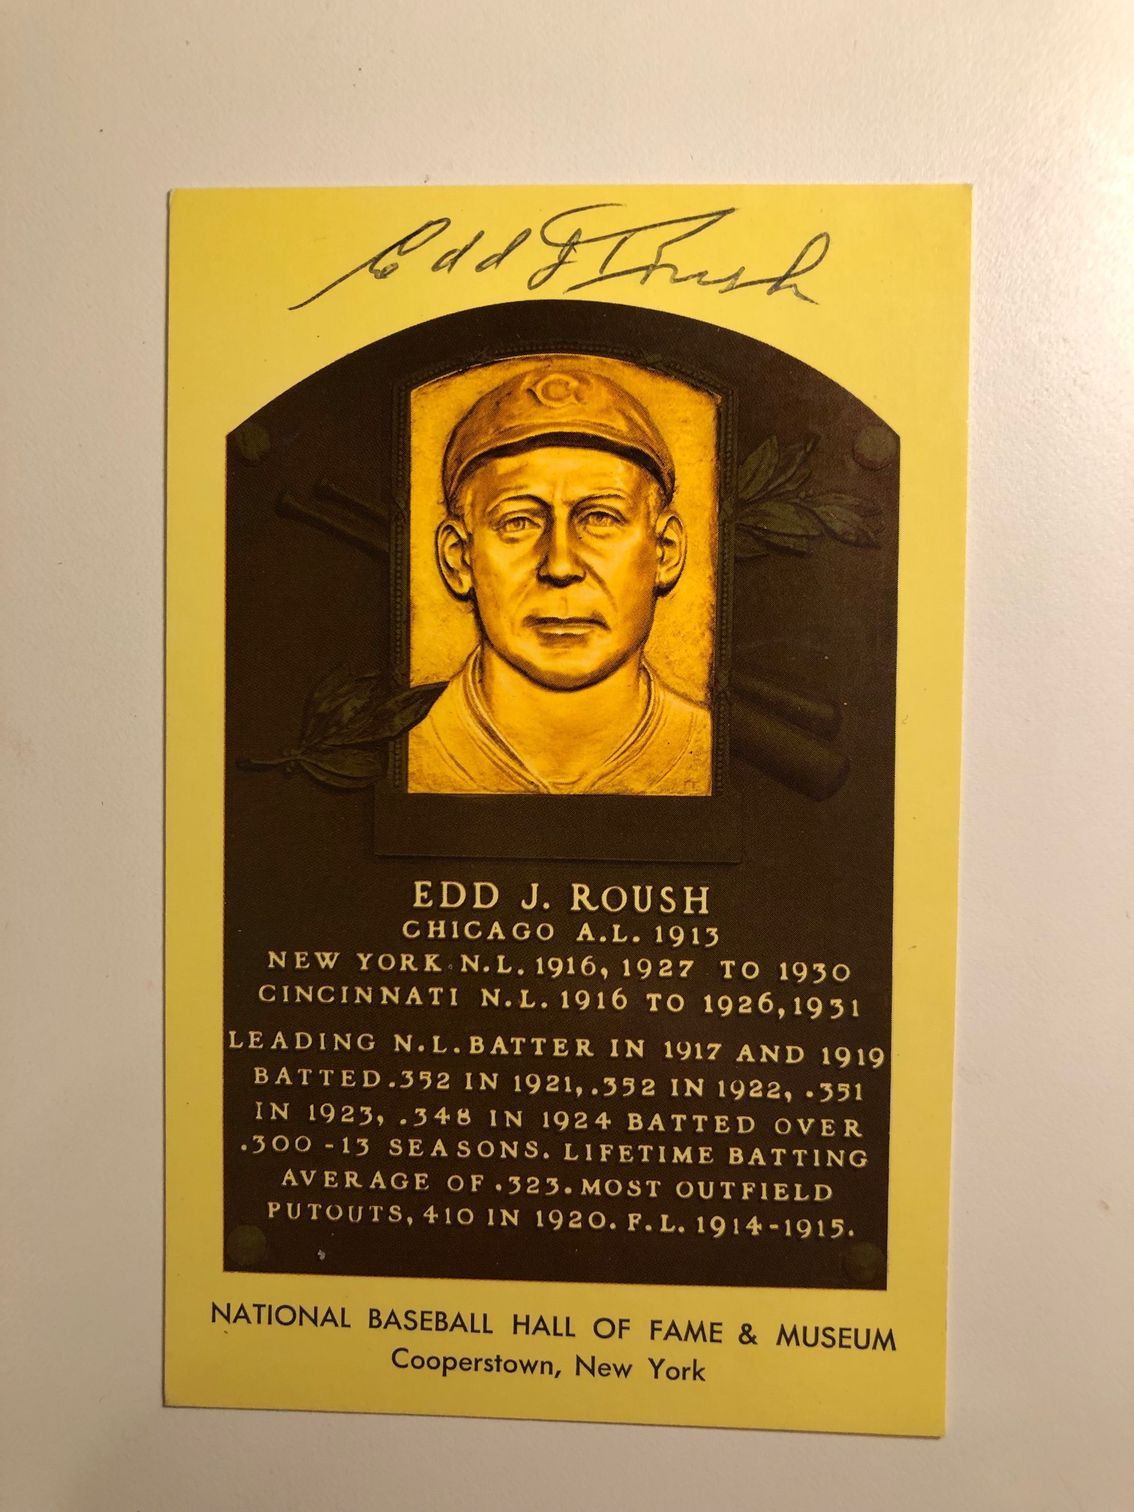 Edd J Roush
C
EDD J. ROUSH
CHICAGO A.L. 1913
NEW YORK N.L. 1916, 1927 TO 1930
CINCINNATI N.L. 1916 TO 1926, 1931
LEADING N.L. BATTER IN 1917 AND 1919
BATTED .352 IN 1921, .352 IN 1922, .351
IN 1923, .348 IN 1924 BATTED OVER
.300 - 13 SEASONS. LIFETIME BATTING
AVERAGE OF .323. MOST OUTFIELD
PUTOUTS, 410 IN 1920. F.L. 1914-1915.
NATIONAL BASEBALL HALL OF FAME & MUSEUM
Cooperstown, New York